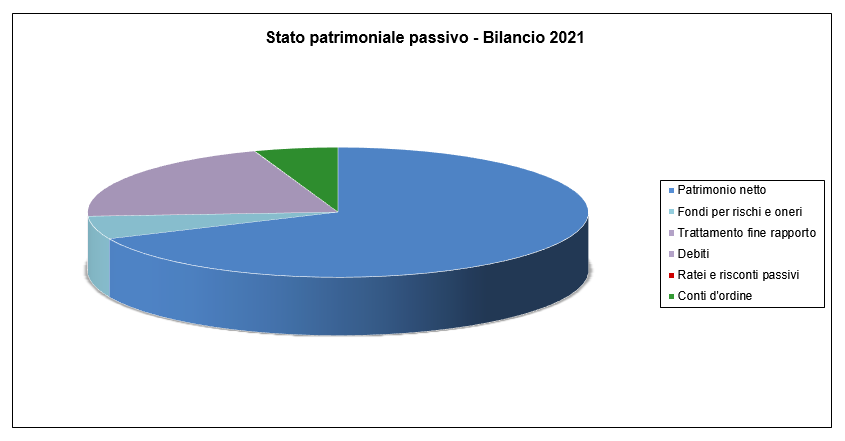 Stato patrimoniale passivo - Bilancio 2021
Patrimonio netto
Fondi per rischi e oneri
Trattamento fine rapporto
Debiti
Ratei e risconti passivi
Conti d'ordine